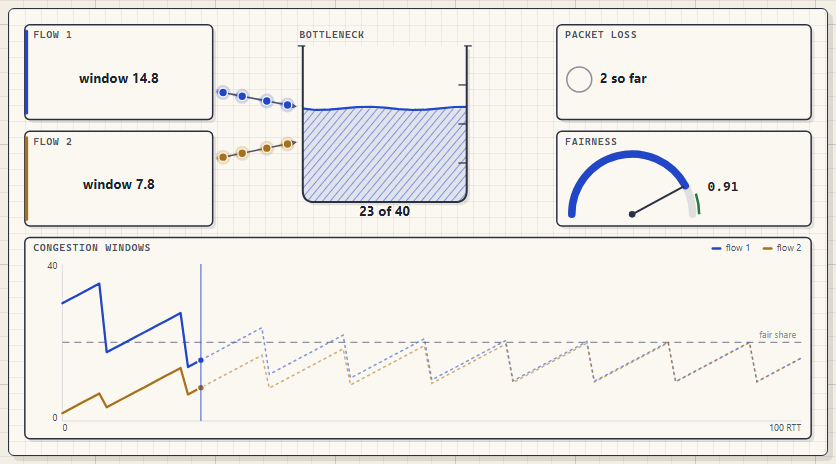 FLOW 1
window 14.8
FLOW 2
window 7.8
BOTTLENECK
23 of 40
PACKET LOSS
2 so far
FAIRNESS
0.91
CONGESTION WINDOWS
flow 1
flow 2
40
fair share
0
0
100 RTT